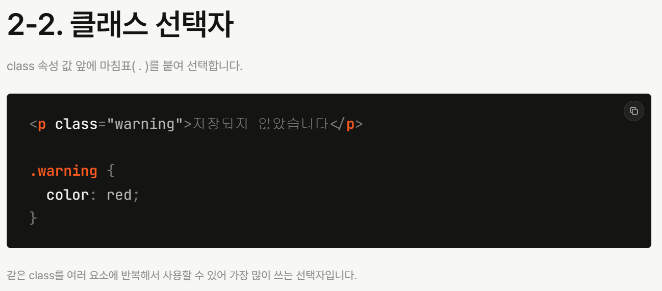 2-2. 클래스 선택자
class 속성 값 앞에 마침표( . )를 붙여 선택합니다.
<p class="warning">저장되지 않았습니다</p>
.warning {
  color: red;
}
같은 class를 여러 요소에 반복해서 사용할 수 있어 가장 많이 쓰는 선택자입니다.